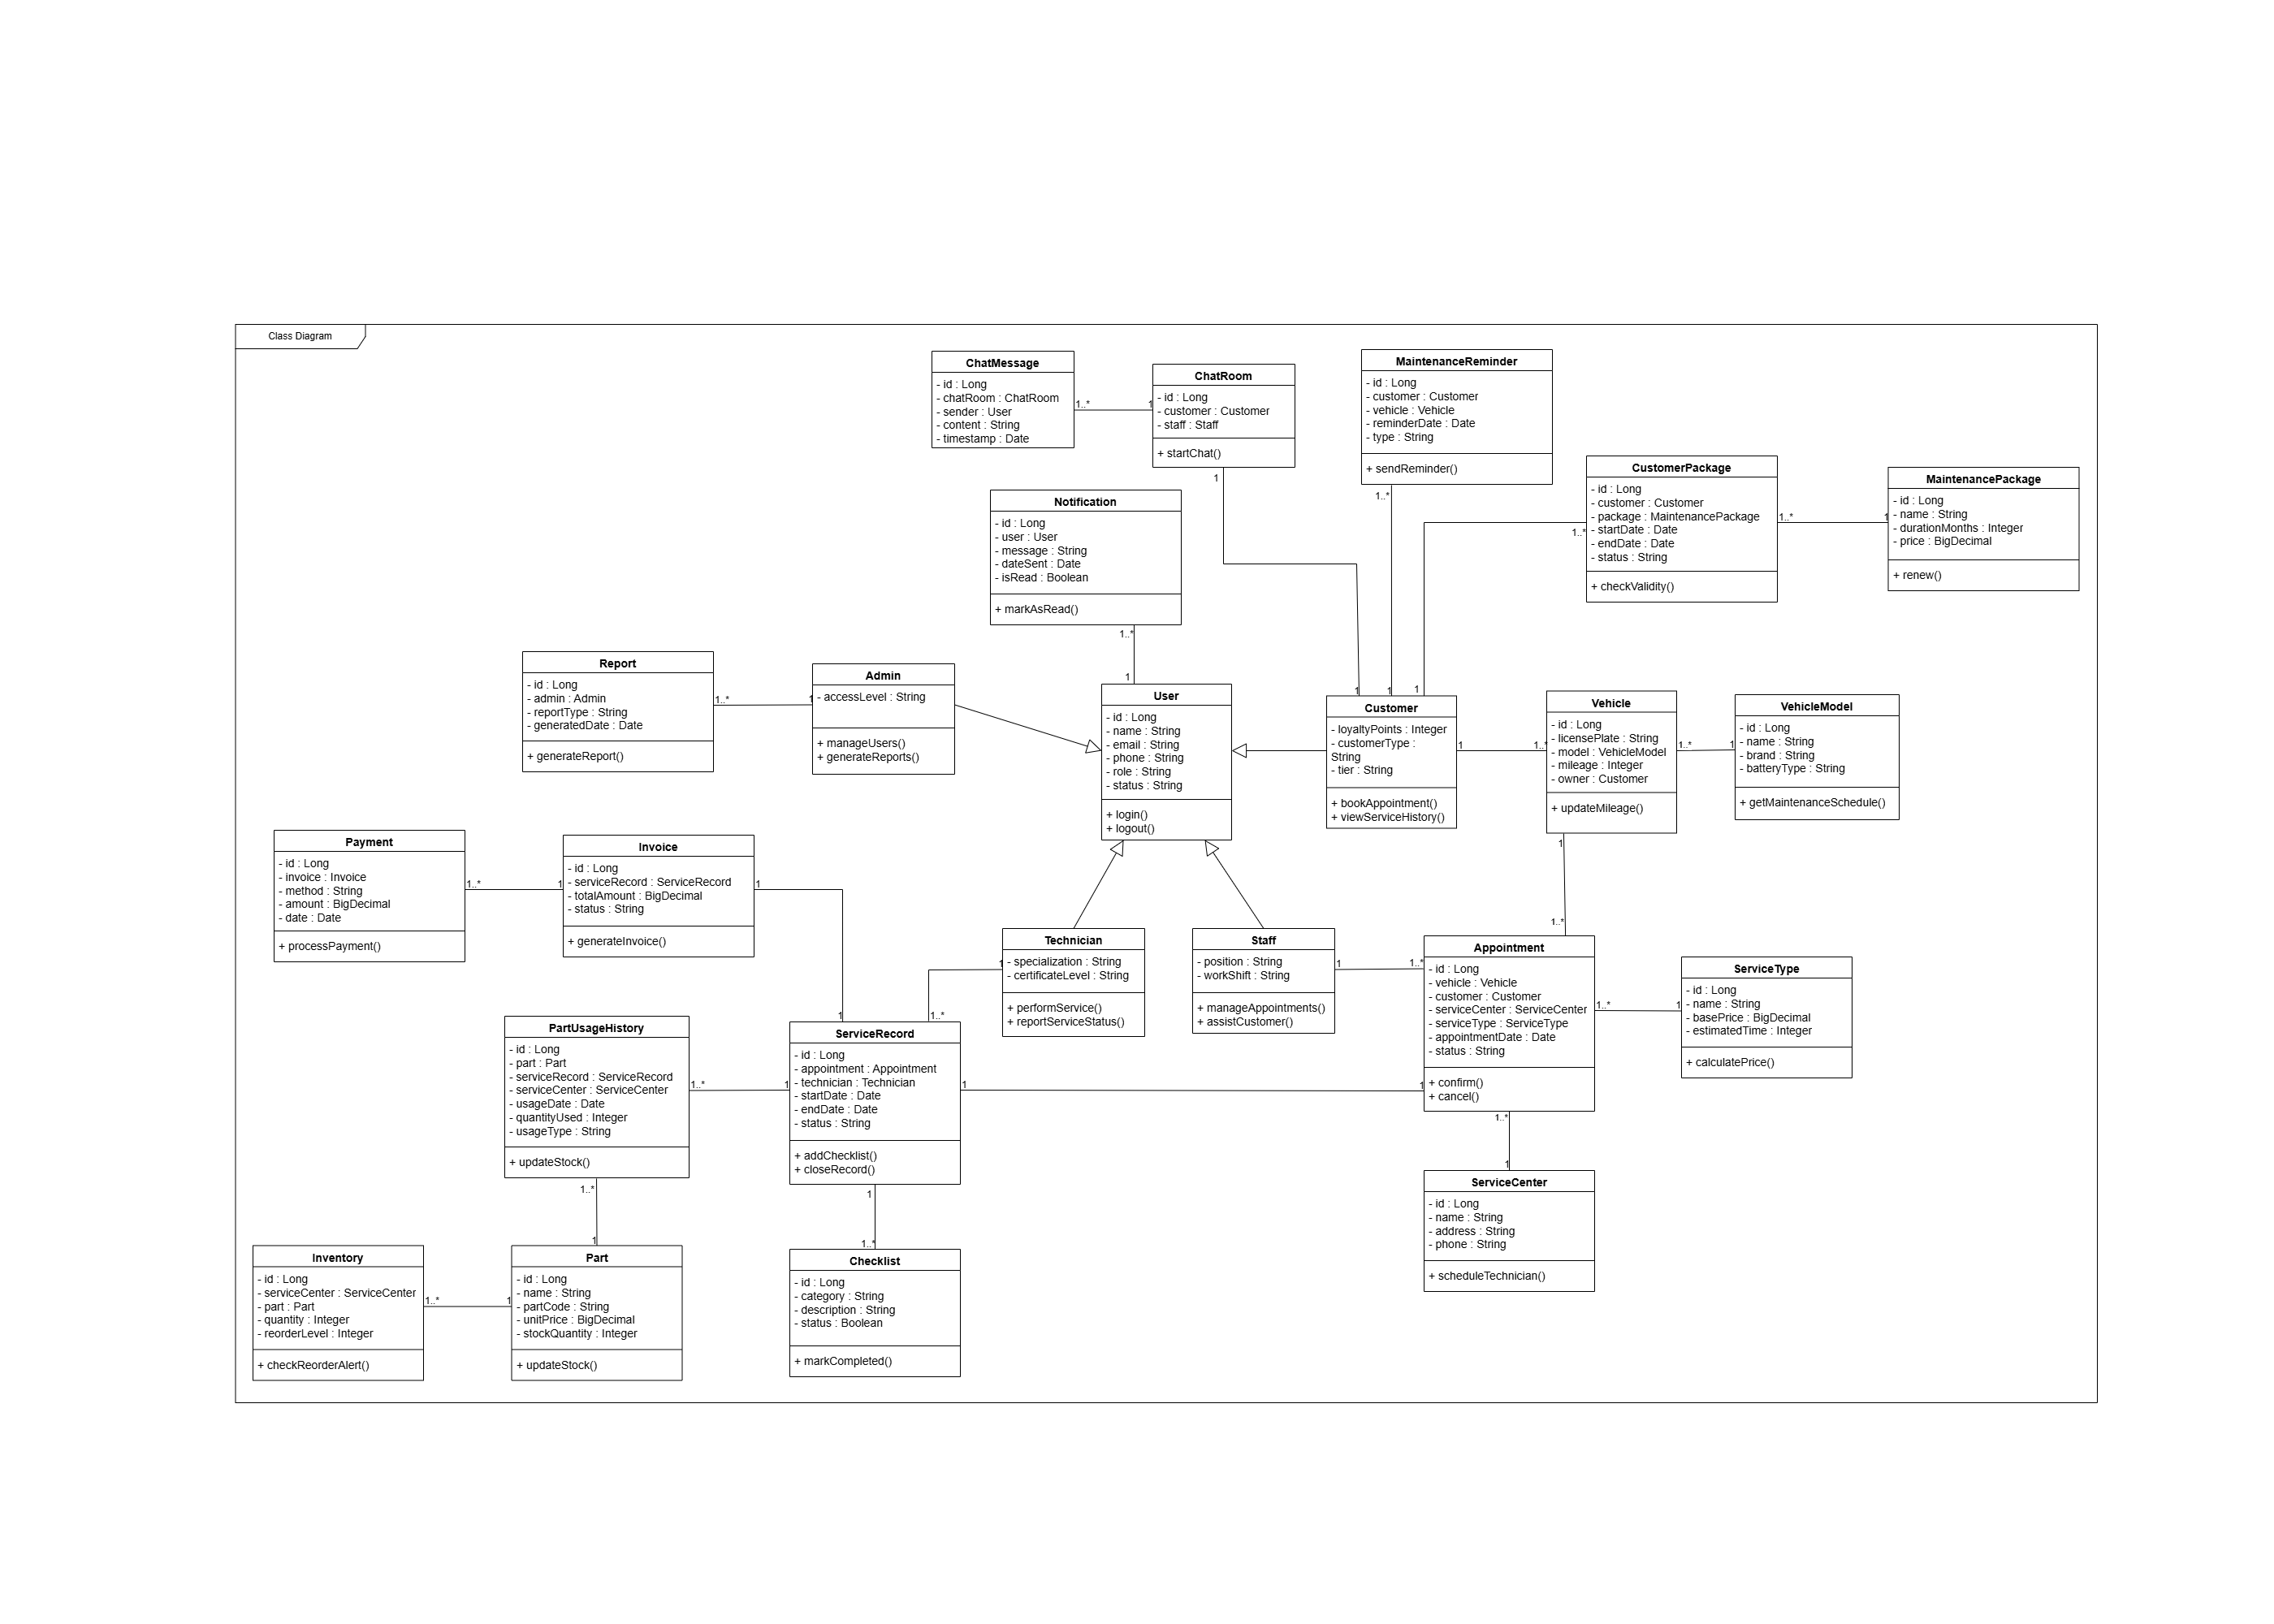 Class Diagram
ChatMessage
- id : Long
- chatRoom : ChatRoom
- sender : User
- content : String
- timestamp : Date
1..*
1
ChatRoom
- id : Long
- customer : Customer
- staff : Staff
+ startChat()
1
MaintenanceReminder
- id : Long
- customer : Customer
- vehicle : Vehicle
- reminderDate : Date
- type : String
+ sendReminder()
1..*
CustomerPackage
- id : Long
- customer : Customer
- package : MaintenancePackage
- startDate : Date
- endDate : Date
- status : String
+ checkValidity()
1..*
1..*
1
MaintenancePackage
- id : Long
- name : String
- durationMonths : Integer
- price : BigDecimal
+ renew()
Notification
- id : Long
- user : User
- message : String
- dateSent : Date
- isRead : Boolean
+ markAsRead()
1..*
1
Report
- id : Long
- admin : Admin
- reportType : String
- generatedDate : Date
+ generateReport()
1..*
1
Admin
- accessLevel : String
+ manageUsers()
+ generateReports()
User
- id : Long
- name : String
- email : String
- phone : String
- role : String
- status : String
+ login()
+ logout()
1
1
1
Customer
- loyaltyPoints : Integer
- customerType :
String
- tier : String
+ bookAppointment()
+ viewServiceHistory()
1
1..*
Vehicle
- id : Long
- licensePlate : String
- model : VehicleModel
- mileage : Integer
- owner : Customer
+ updateMileage()
1..*
1
1
1..*
VehicleModel
- id : Long
- name : String
- brand : String
- batteryType : String
+ getMaintenanceSchedule()
Payment
- id : Long
- invoice : Invoice
- method : String
- amount : BigDecimal
- date : Date
+ processPayment()
1..*
1
Invoice
- id : Long
- serviceRecord : ServiceRecord
- totalAmount : BigDecimal
- status : String
+ generateInvoice()
1
1
Technician
- specialization : String
- certificateLevel : String
+ performService()
+ reportServiceStatus()
1
1..*
Staff
- position : String
- workShift : String
+ manageAppointments()
+ assistCustomer()
1
1..*
Appointment
- id : Long
- vehicle : Vehicle
- customer : Customer
- serviceCenter : ServiceCenter
- serviceType : ServiceType
- appointmentDate : Date
- status : String
+ confirm()
+ cancel()
1..*
1
ServiceType
- id : Long
- name : String
- basePrice : BigDecimal
- estimatedTime : Integer
+ calculatePrice()
PartUsageHistory
- id : Long
- part : Part
- serviceRecord : ServiceRecord
- serviceCenter : ServiceCenter
- usageDate : Date
- quantityUsed : Integer
- usageType : String
+ updateStock()
1..*
1
ServiceRecord
- id : Long
- appointment : Appointment
- technician : Technician
- startDate : Date
- endDate : Date
- status : String
+ addChecklist()
+ closeRecord()
1
1
1..*
1
ServiceCenter
- id : Long
- name : String
- address : String
- phone : String
+ scheduleTechnician()
1..*
1
1
1..*
Inventory
- id : Long
- serviceCenter : ServiceCenter
- part : Part
- quantity : Integer
- reorderLevel : Integer
+ checkReorderAlert()
1..*
1
Part
- id : Long
- name : String
- partCode : String
- unitPrice : BigDecimal
- stockQuantity : Integer
+ updateStock()
Checklist
- id : Long
- category : String
- description : String
- status : Boolean
+ markCompleted()